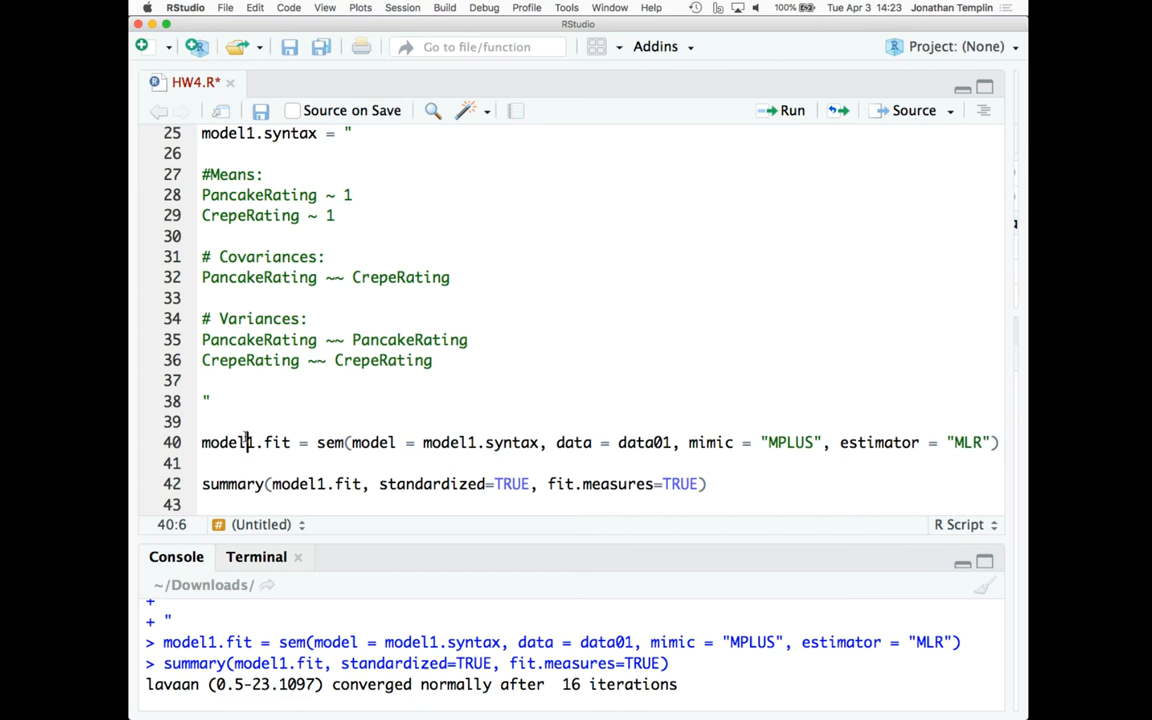 RStudio File Edit Code View Plots Session Build Debug Profile Tools Window Help 100% Tue Apr 3 14:23 Jonathan Templin
RStudio
Go to file/function Addins Project: (None)
HW4.R*
Source on Save Run Source
25 model1.syntax = "
26
27 #Means:
28 PancakeRating ~ 1
29 CrepeRating ~ 1
30
31 # Covariances:
32 PancakeRating ~~ CrepeRating
33
34 # Variances:
35 PancakeRating ~~ PancakeRating
36 CrepeRating ~~ CrepeRating
37
38 "
39
40 model1.fit = sem(model = model1.syntax, data = data01, mimic = "MPLUS", estimator = "MLR")
41
42 summary(model1.fit, standardized=TRUE, fit.measures=TRUE)
43
40:6 # (Untitled) R Script
Console Terminal
~/Downloads/
+
+ "
> model1.fit = sem(model = model1.syntax, data = data01, mimic = "MPLUS", estimator = "MLR")
> summary(model1.fit, standardized=TRUE, fit.measures=TRUE)
lavaan (0.5-23.1097) converged normally after 16 iterations